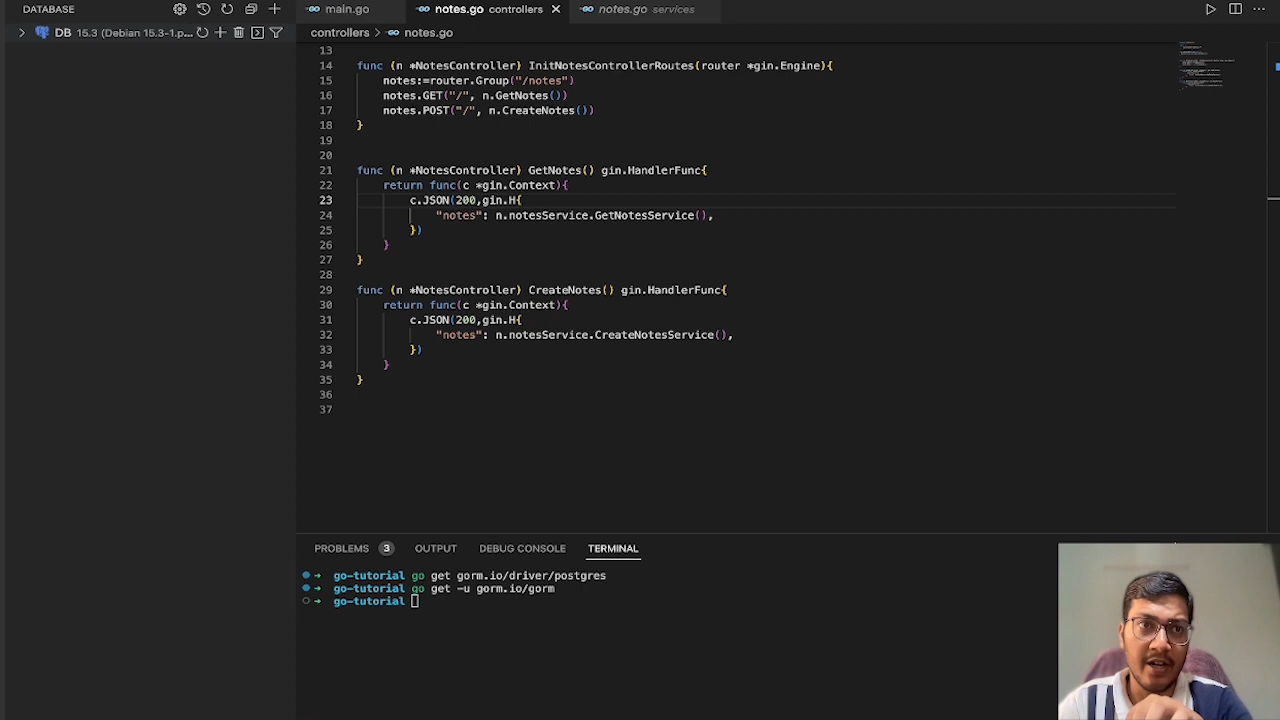 DATABASE
DB 15.3 (Debian 15.3-1.p...
main.go
notes.go controllers
notes.go services
controllers > notes.go
13
14 func (n *NotesController) InitNotesControllerRoutes(router *gin.Engine){
15 notes:=router.Group("/notes")
16 notes.GET("/", n.GetNotes())
17 notes.POST("/", n.CreateNotes())
18 }
19
20
21 func (n *NotesController) GetNotes() gin.HandlerFunc{
22 return func(c *gin.Context){
23 c.JSON(200,gin.H{
24 "notes": n.notesService.GetNotesService(),
25 })
26 }
27 }
28
29 func (n *NotesController) CreateNotes() gin.HandlerFunc{
30 return func(c *gin.Context){
31 c.JSON(200,gin.H{
32 "notes": n.notesService.CreateNotesService(),
33 })
34 }
35 }
36
37
PROBLEMS 3 OUTPUT DEBUG CONSOLE TERMINAL
go-tutorial go get gorm.io/driver/postgres
go-tutorial go get -u gorm.io/gorm
go-tutorial